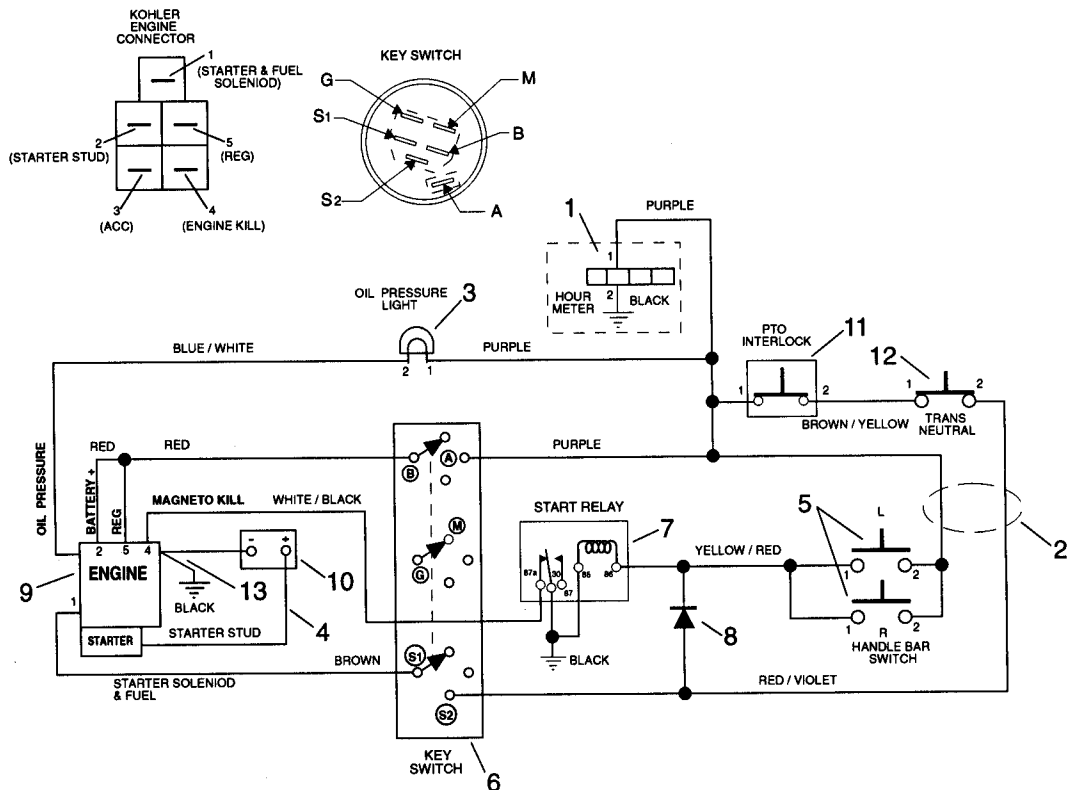 KOHLER
ENGINE
CONNECTOR
1
(STARTER & FUEL
SOLENIOD)
2
(STARTER STUD)
5
(REG)
3
(ACC)
4
(ENGINE KILL)
KEY SWITCH
G
M
S1
B
S2
A
1
PURPLE
1
HOUR
METER
2
BLACK
OIL PRESSURE
LIGHT
3
BLUE / WHITE
2
1
PURPLE
PTO
INTERLOCK
11
1
2
12
1
2
BROWN / YELLOW
TRANS
NEUTRAL
OIL PRESSURE
RED
RED
B
A
PURPLE
BATTERY +
REG
MAGNETO KILL
WHITE / BLACK
M
G
START RELAY
7
87a
30
87
85
86
BLACK
YELLOW / RED
5
L
1
2
2
1
2
R
HANDLE BAR
SWITCH
8
2
5
4
ENGINE
9
1
STARTER
BLACK
13
-
+
10
STARTER STUD
4
BROWN
S1
STARTER SOLENIOD
& FUEL
S2
RED / VIOLET
KEY
SWITCH
6